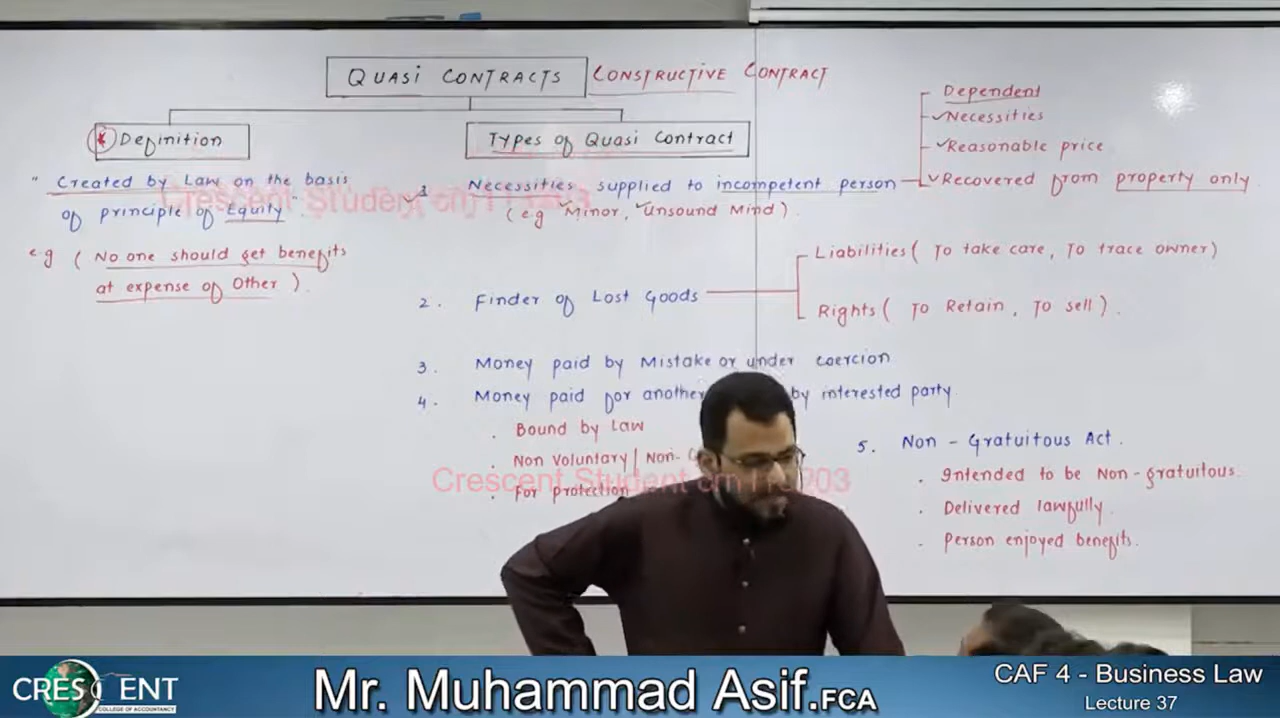 QUASI CONTRACTS CONSTRUCTIVE CONTRACT
* Definition
" Created by Law on the basis
of principle of Equity"
eg ( No one should get benefits
at expense of Other ).
Types of Quasi Contract
Necessities supplied to incompetent person
(eg Minor, Unsound Mind).
Dependent
Necessities
Reasonable price
Recovered from property only
2. Finder of Lost Goods
Liabilities ( To take care, To trace owner)
Rights ( To Retain, To sell ).
3. Money paid by Mistake or under coercion
4. Money paid for another by interested party
. Bound by Law
. Non Voluntary / Non-
. For protection
5. Non - Gratuitous Act.
. Intended to be Non-gratuitous.
. Delivered lawfully.
. Person enjoyed benefits.
Crescent Student
Crescent Student
CRESCENT
COLLEGE OF ACCOUNTANCY
Mr. Muhammad Asif.FCA
CAF 4 - Business Law
Lecture 37